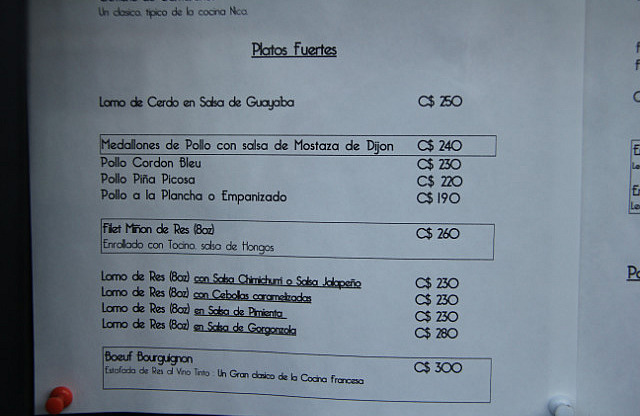 Un clasico, tipico de la cocina Nica.
Platos Fuertes
Lomo de Cerdo en Salsa de Guayaba C$ 250
Medallones de Pollo con salsa de Mostaza de Dijon C$ 240
Pollo Cordon Bleu C$ 230
Pollo Piña Picosa C$ 220
Pollo a la Plancha o Empanizado C$ 190
Filet Miñon de Res (8oz) C$ 260
Enrollado con Tocino, salsa de Hongos
Lomo de Res (8oz) con Salsa Chimichurri o Salsa Jalapeño C$ 230
Lomo de Res (8oz) con Cebollas caramelizadas C$ 230
Lomo de Res (8oz) en Salsa de Pimienta C$ 230
Lomo de Res (8oz) en Salsa de Gorgonzola C$ 280
Boeuf Bourguignon C$ 300
Estofada de Res al Vino Tinto : Un Gran clasico de la Cocina Francesa